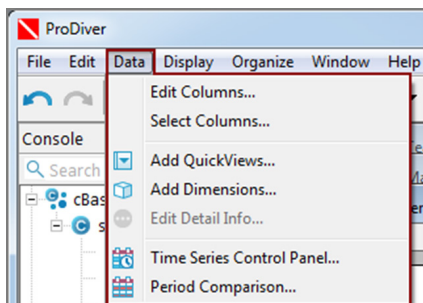 ProDiver
File Edit Data Display Organize Window Help
Edit Columns...
Select Columns...
Console
Search
Add QuickViews...
cBas
Add Dimensions...
s
Edit Detail Info...
Time Series Control Panel...
Period Comparison...